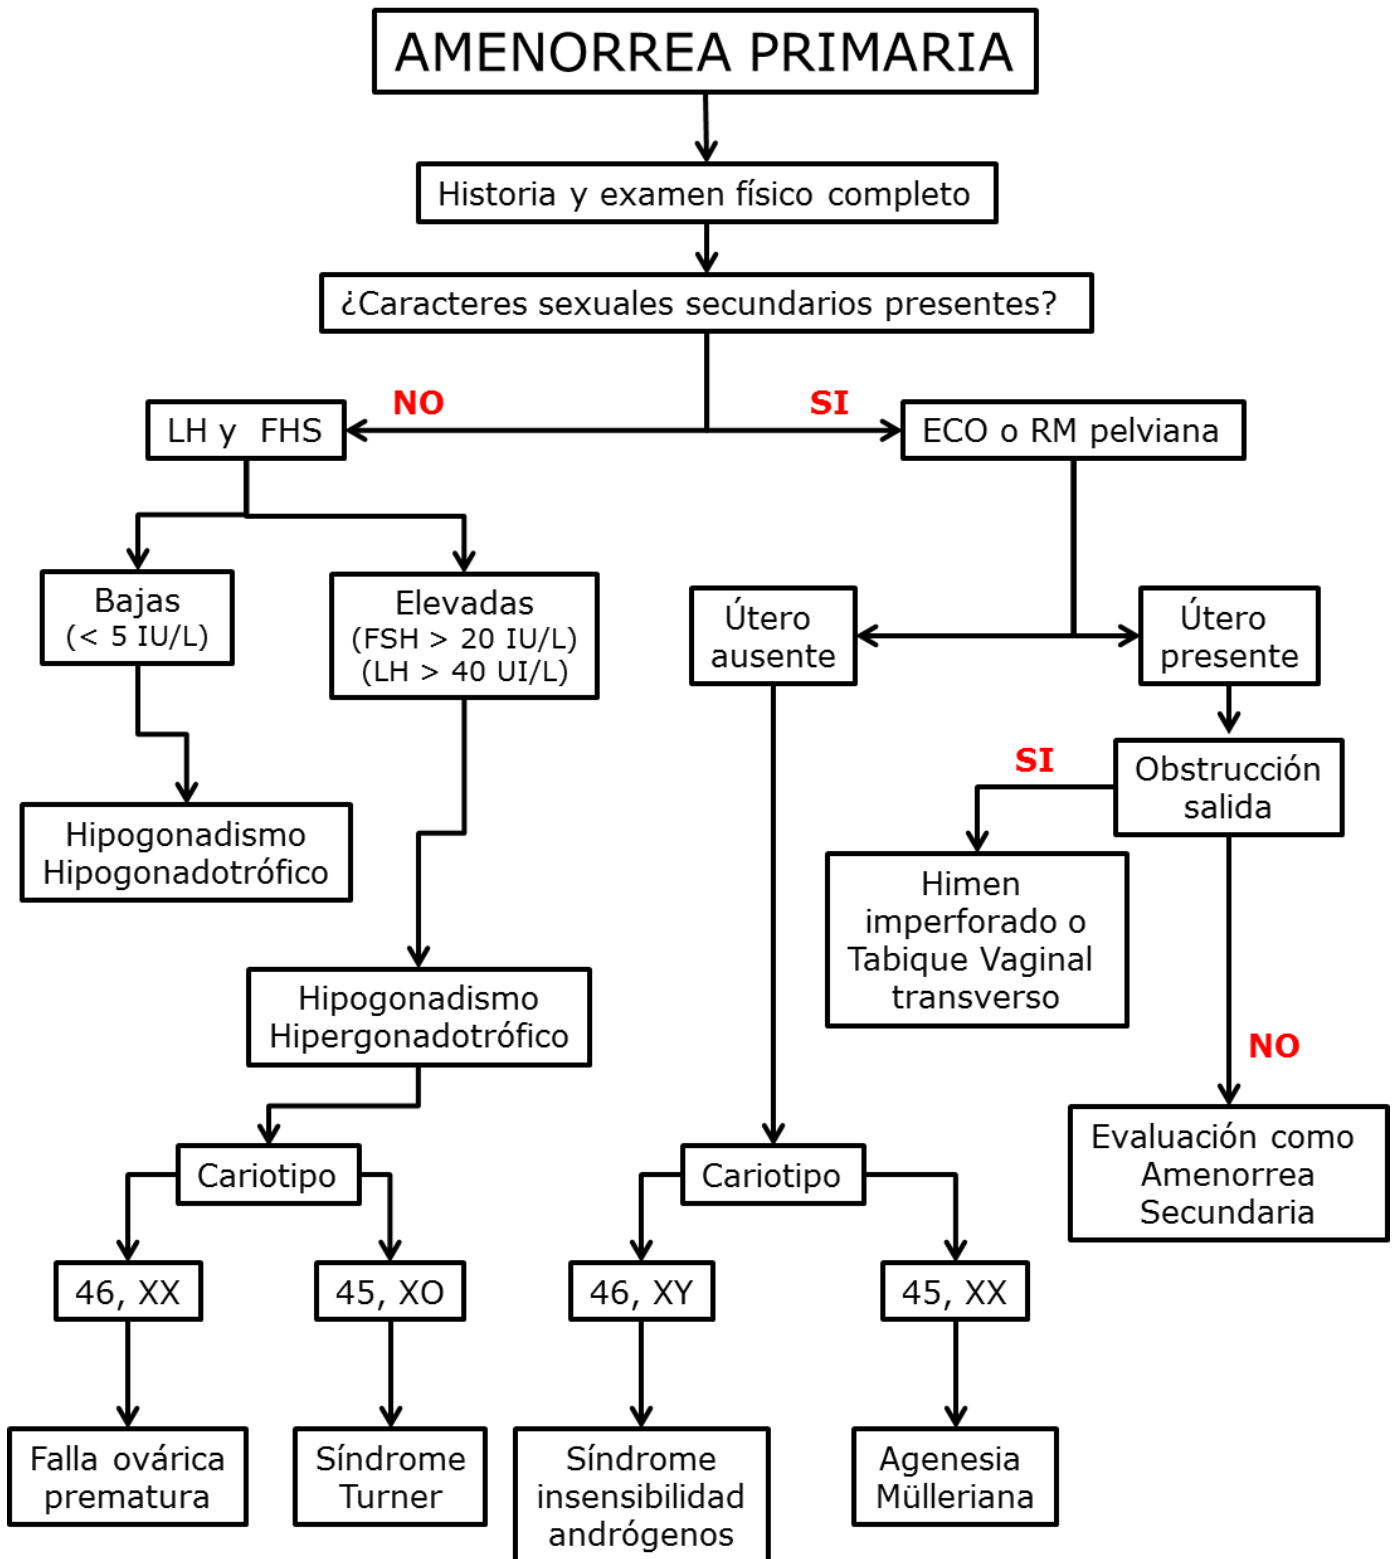 AMENORREA PRIMARIA
Historia y examen físico completo
¿Caracteres sexuales secundarios presentes?
NO
SI
LH y FHS
ECO o RM pelviana
Bajas
(< 5 IU/L)
Elevadas
(FSH > 20 IU/L)
(LH > 40 UI/L)
Útero
ausente
Útero
presente
SI
Obstrucción
salida
Hipogonadismo
Hipogonadotrófico
Himen
imperforado o
Tabique Vaginal
transverso
Hipogonadismo
Hipergonadotrófico
NO
Evaluación como
Amenorrea
Secundaria
Cariotipo
Cariotipo
46, XX
45, XO
46, XY
45, XX
Falla ovárica
prematura
Síndrome
Turner
Síndrome
insensibilidad
andrógenos
Agenesia
Mülleriana